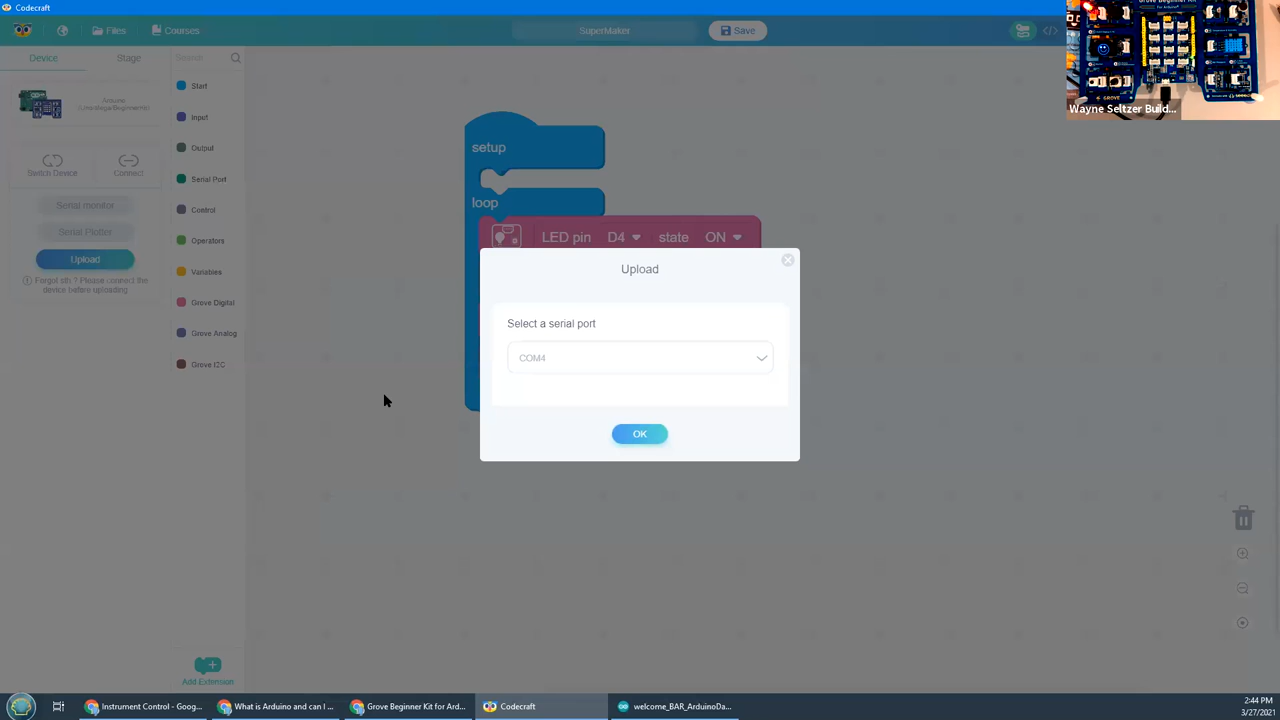 Codecraft
Files
Courses
SuperMaker
Save
Device
Stage
Search
Arduino
Switch Device
Connect
Serial monitor
Serial Plotter
Upload
Forgot sth.? Please connect the
device before uploading
Start
Input
Output
Serial Port
Control
Operators
Variables
Grove Digital
Grove Analog
Grove I2C
Add Extension
setup
loop
LED pin D4 state ON
Upload
Select a serial port
COM4
OK
Wayne Seltzer Build...
Instrument Control - Goog...
What is Arduino and can I ...
Grove Beginner Kit for Ard...
Codecraft
welcome_BAR_ArduinoDa...
2:44 PM
3/27/2021